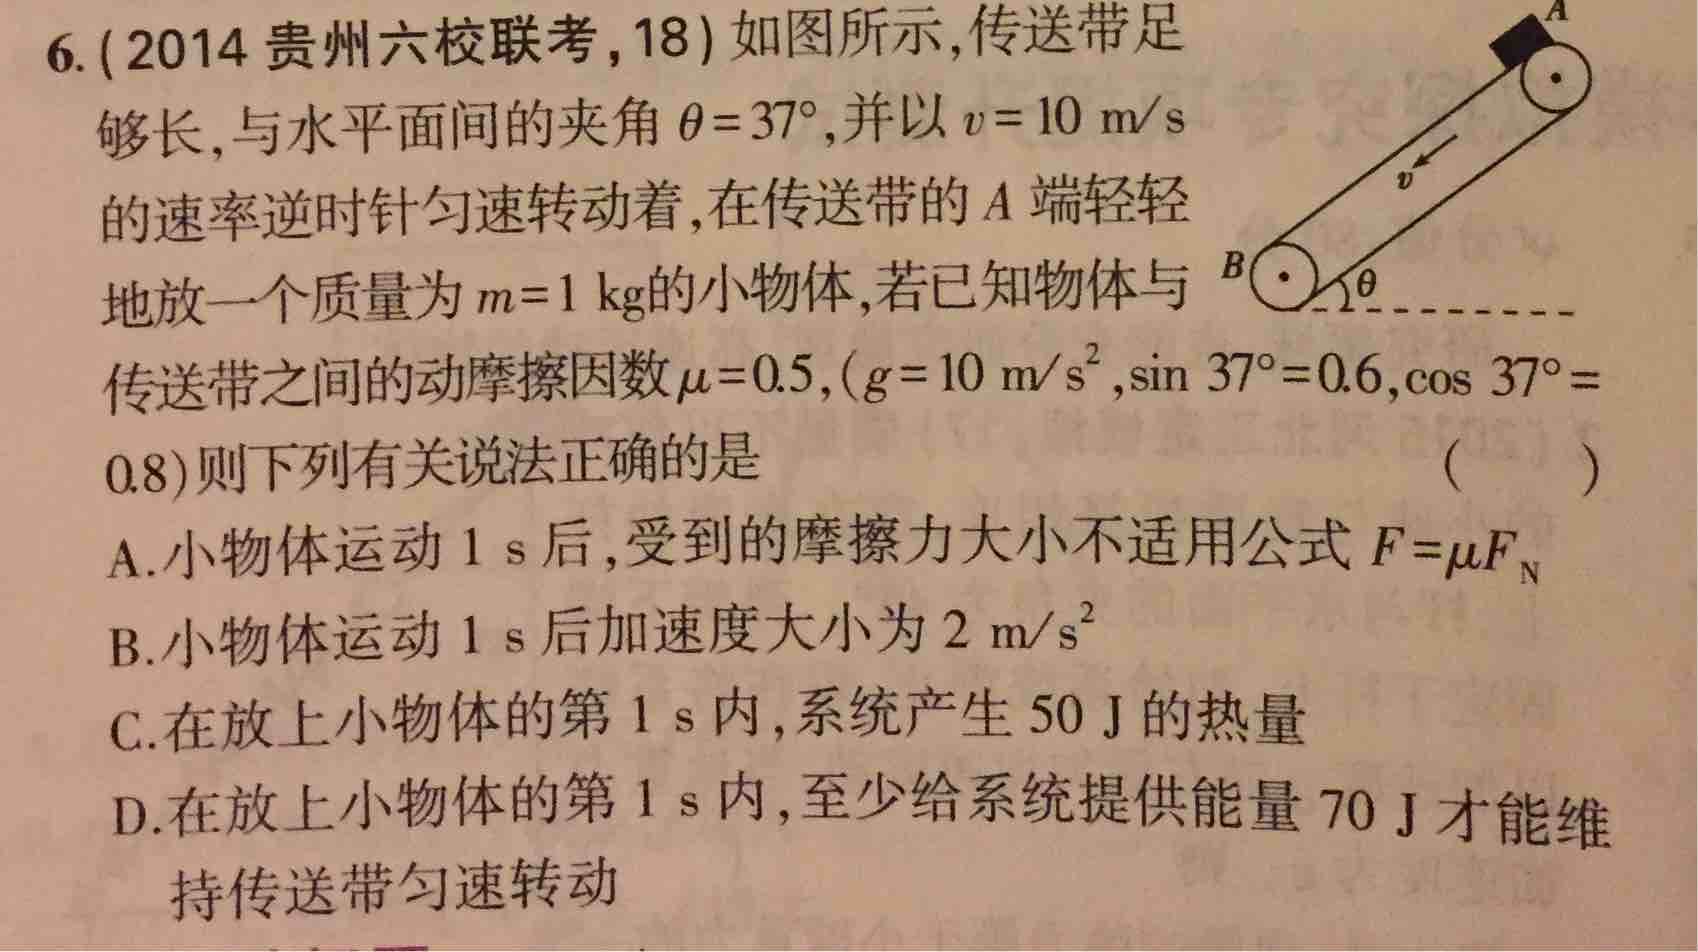 6.(2014 贵州六校联考,18)如图所示,传送带足
够长,与水平面间的夹角 θ=37°,并以 v=10 m/s
的速率逆时针匀速转动着,在传送带的 A 端轻轻
地放一个质量为 m=1 kg的小物体,若已知物体与
传送带之间的动摩擦因数μ=0.5,(g=10 m/s²,sin 37°=0.6,cos 37°=
0.8)则下列有关说法正确的是 ( )
A.小物体运动 1 s 后,受到的摩擦力大小不适用公式 F=μF_N
B.小物体运动 1 s 后加速度大小为 2 m/s²
C.在放上小物体的第 1 s 内,系统产生 50 J 的热量
D.在放上小物体的第 1 s 内,至少给系统提供能量 70 J 才能维
持传送带匀速转动
A
v
B
θ